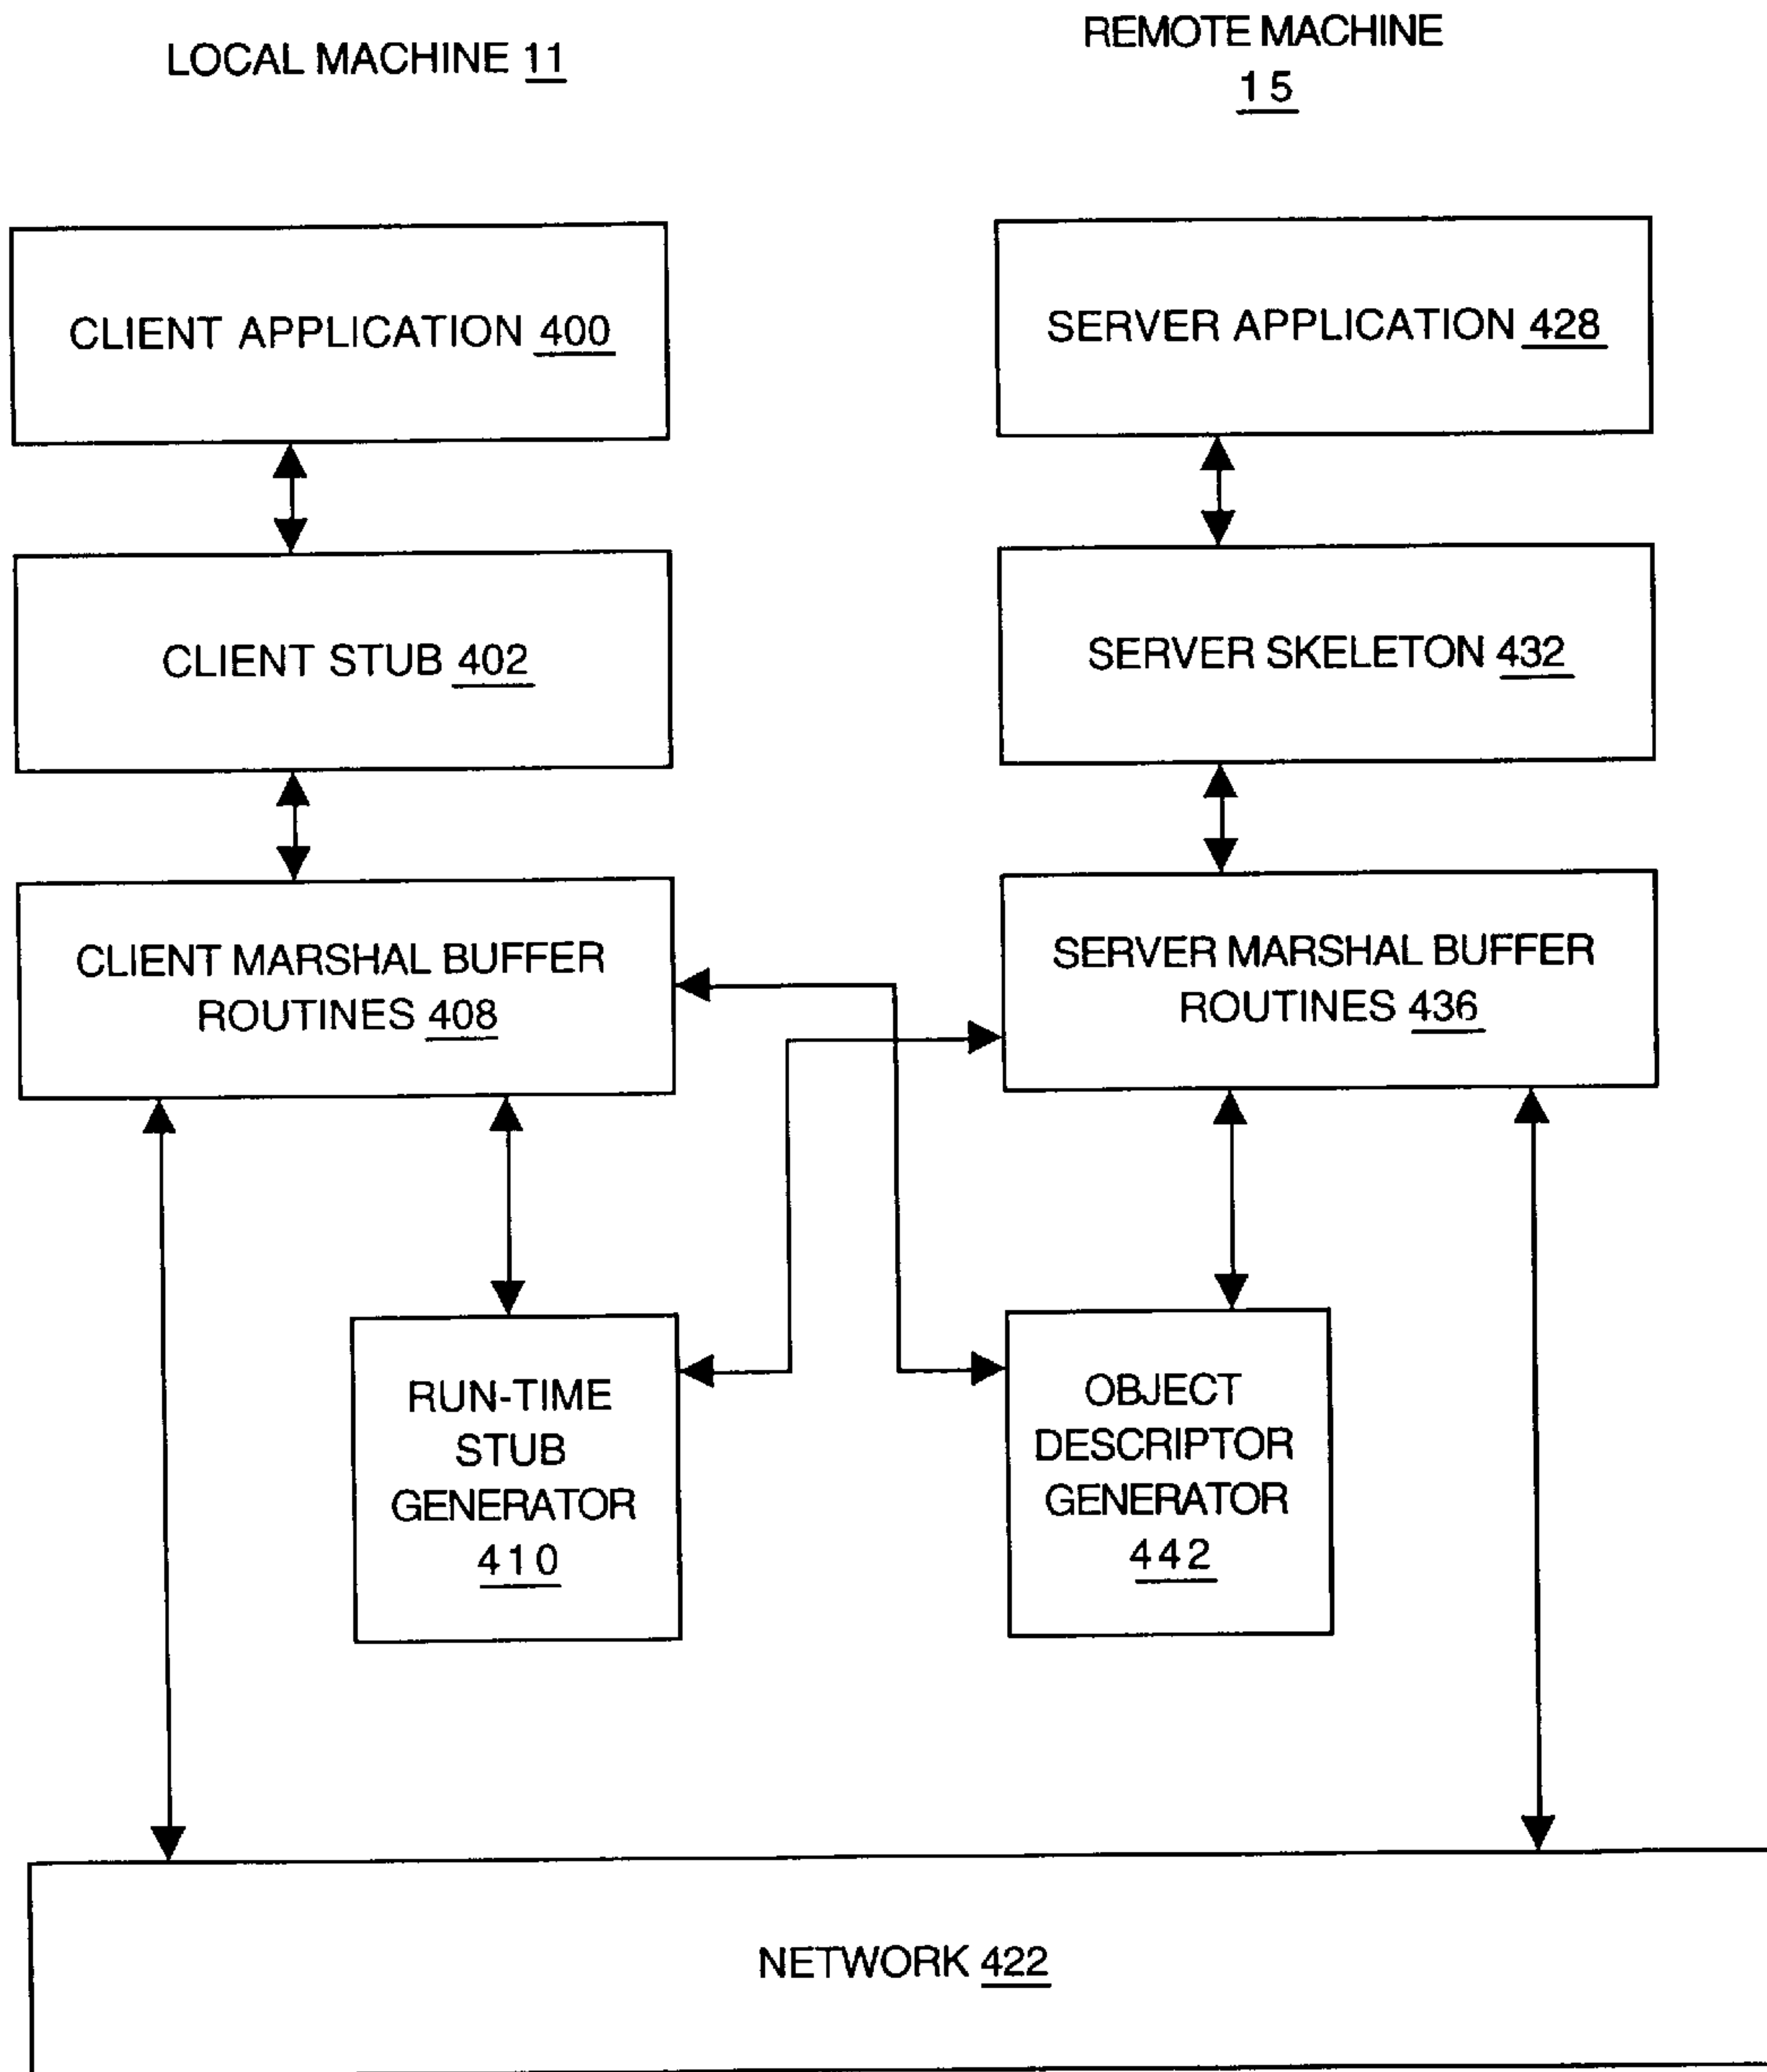 LOCAL MACHINE 11
REMOTE MACHINE
15
CLIENT APPLICATION 400
SERVER APPLICATION 428
CLIENT STUB 402
SERVER SKELETON 432
CLIENT MARSHAL BUFFER
ROUTINES 408
SERVER MARSHAL BUFFER
ROUTINES 436
RUN-TIME
STUB
GENERATOR
410
OBJECT
DESCRIPTOR
GENERATOR
442
NETWORK 422